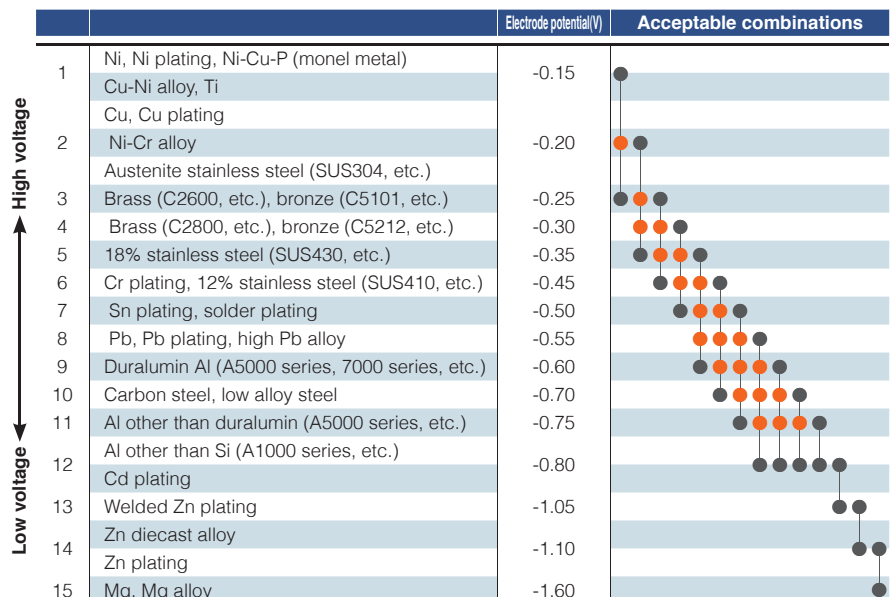 Electrode potential(V) Acceptable combinations
High voltage
Low voltage
1 Ni, Ni plating, Ni-Cu-P (monel metal) -0.15
Cu-Ni alloy, Ti
Cu, Cu plating
2 Ni-Cr alloy -0.20
Austenite stainless steel (SUS304, etc.)
3 Brass (C2600, etc.), bronze (C5101, etc.) -0.25
4 Brass (C2800, etc.), bronze (C5212, etc.) -0.30
5 18% stainless steel (SUS430, etc.) -0.35
6 Cr plating, 12% stainless steel (SUS410, etc.) -0.45
7 Sn plating, solder plating -0.50
8 Pb, Pb plating, high Pb alloy -0.55
9 Duralumin Al (A5000 series, 7000 series, etc.) -0.60
10 Carbon steel, low alloy steel -0.70
11 Al other than duralumin (A5000 series, etc.) -0.75
12 Al other than Si (A1000 series, etc.) -0.80
Cd plating
13 Welded Zn plating -1.05
14 Zn diecast alloy -1.10
Zn plating
15 Mg, Mg alloy -1.60